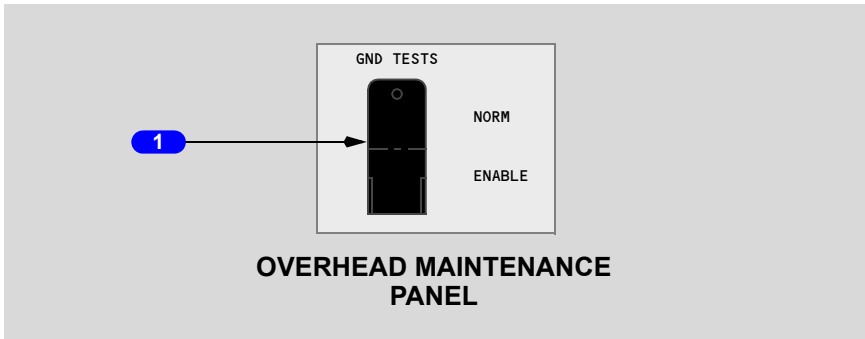 GND TESTS
NORM
1
ENABLE
OVERHEAD MAINTENANCE
PANEL